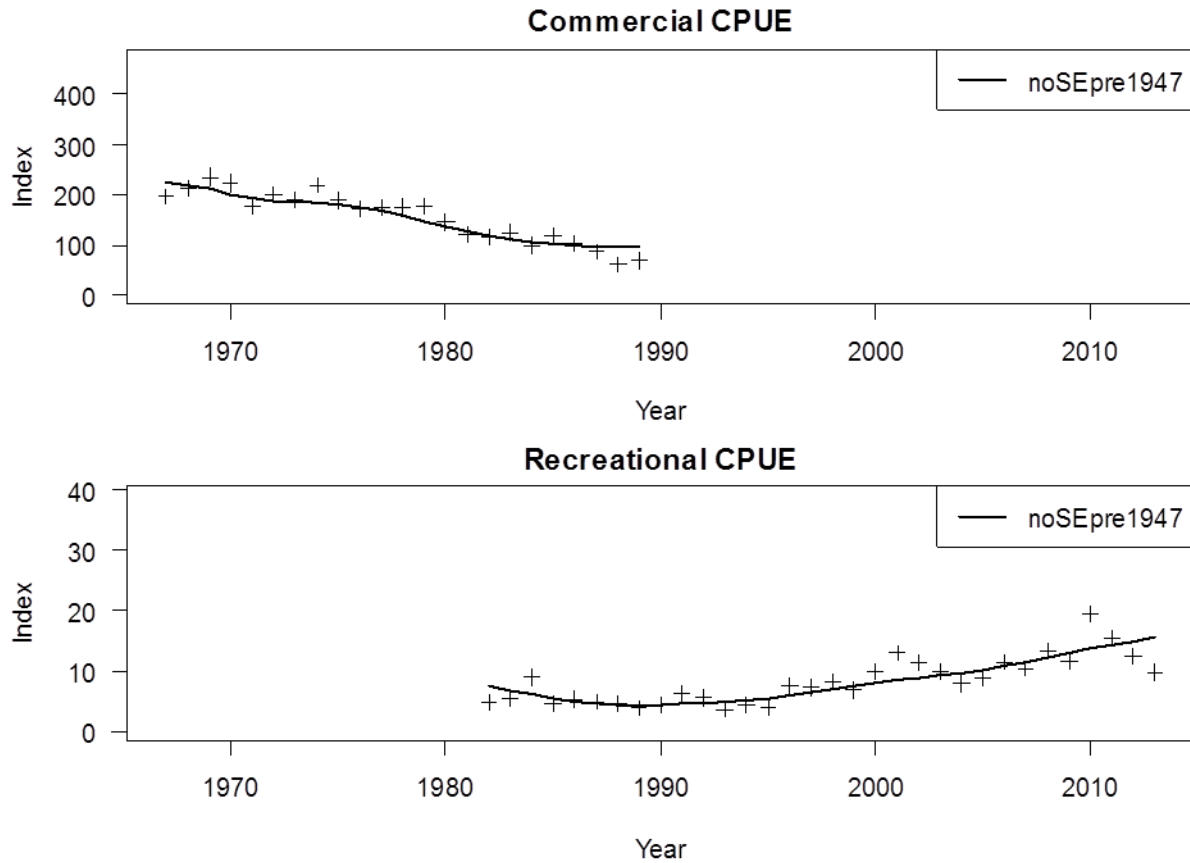 Commercial CPUE
noSEpre1947
Index
400
300
200
100
0
1970 1980 1990 2000 2010
Year
Recreational CPUE
noSEpre1947
Index
40
30
20
10
0
1970 1980 1990 2000 2010
Year